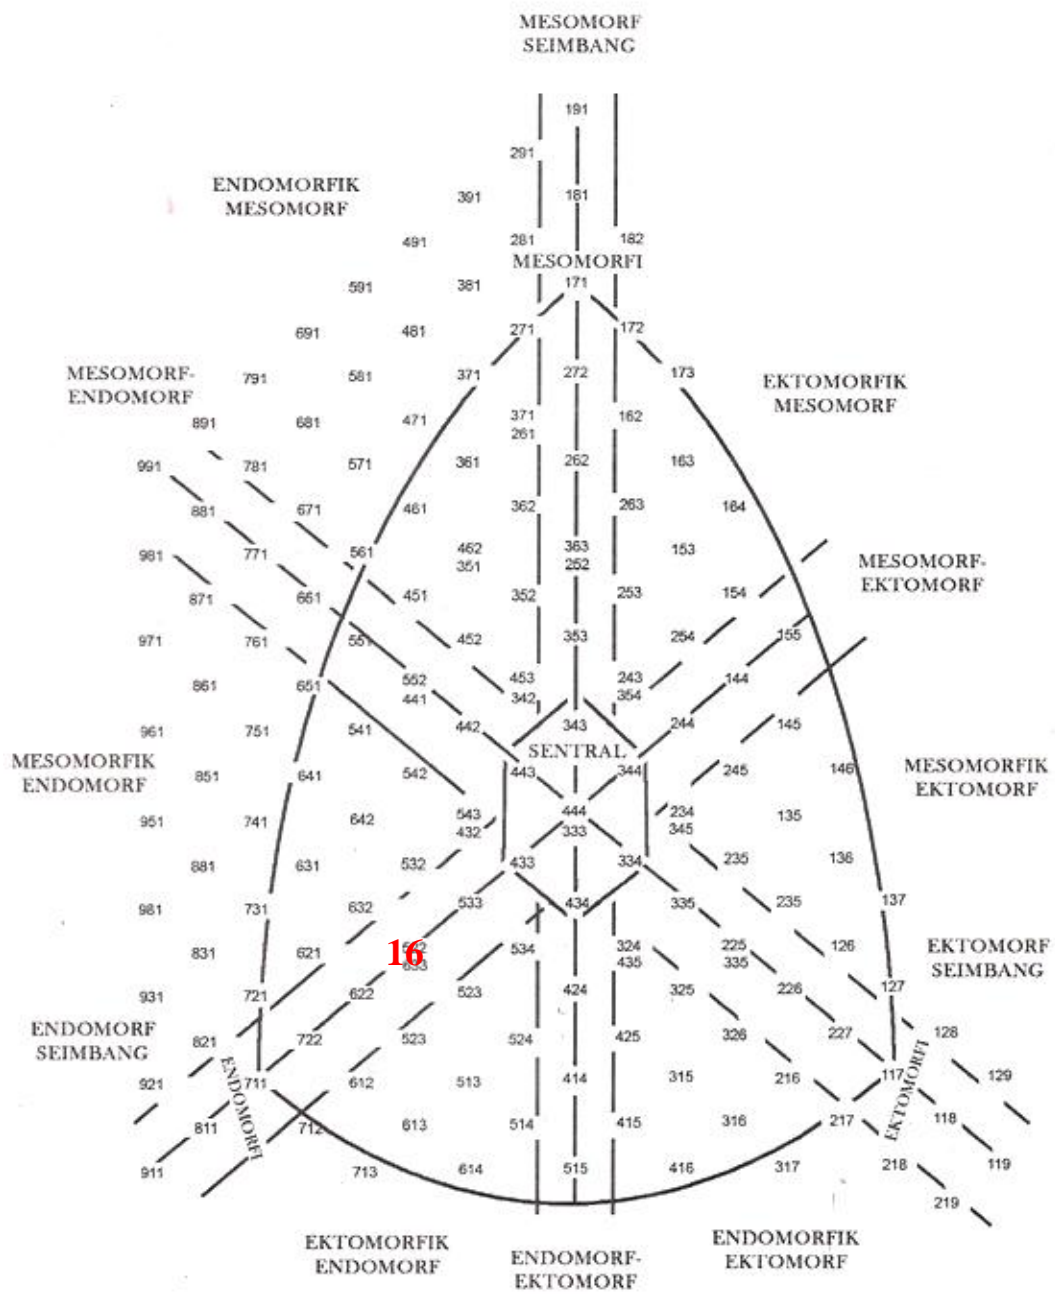 MESOMORF
SEIMBANG
191
291
ENDOMORFIK
MESOMORF
391 181
491 281 182
MESOMORFI
591 381 171
691 481 271 172
MESOMORF-
ENDOMORF
791 581 371 272 173
EKTOMORFIK
MESOMORF
891 681 471 371 162
261
991 781 571 361 262 163
881 671 461 362 263 164
981 771 561 462 363 153
351 252
MESOMORF-
EKTOMORF
871 661 451 352 253 154
971 761 551 452 353 254 155
861 651 552 453 243 144
441 342 354
961 751 541 442 343 244 145
SENTRAL
MESOMORFIK
ENDOMORF
851 641 542 443 344 245 146
MESOMORFIK
EKTOMORF
951 741 642 543 444 234 135
432 333 345
881 631 532 433 334 235 136
981 731 632 533 434 335 235 137
831 621 16 534 324 225 126
435 335
EKTOMORF
SEIMBANG
931 721 622 523 424 325 226 127
ENDOMORF
SEIMBANG
821 722 523 524 425 326 227 128
921 711 612 513 414 315 216 117 129
ENDOMORFI
EKTOMORFI
811 712 613 514 415 316 217 118
911 713 614 515 416 317 218 119
219
EKTOMORFIK
ENDOMORF
ENDOMORF-
EKTOMORF
ENDOMORFIK
EKTOMORF